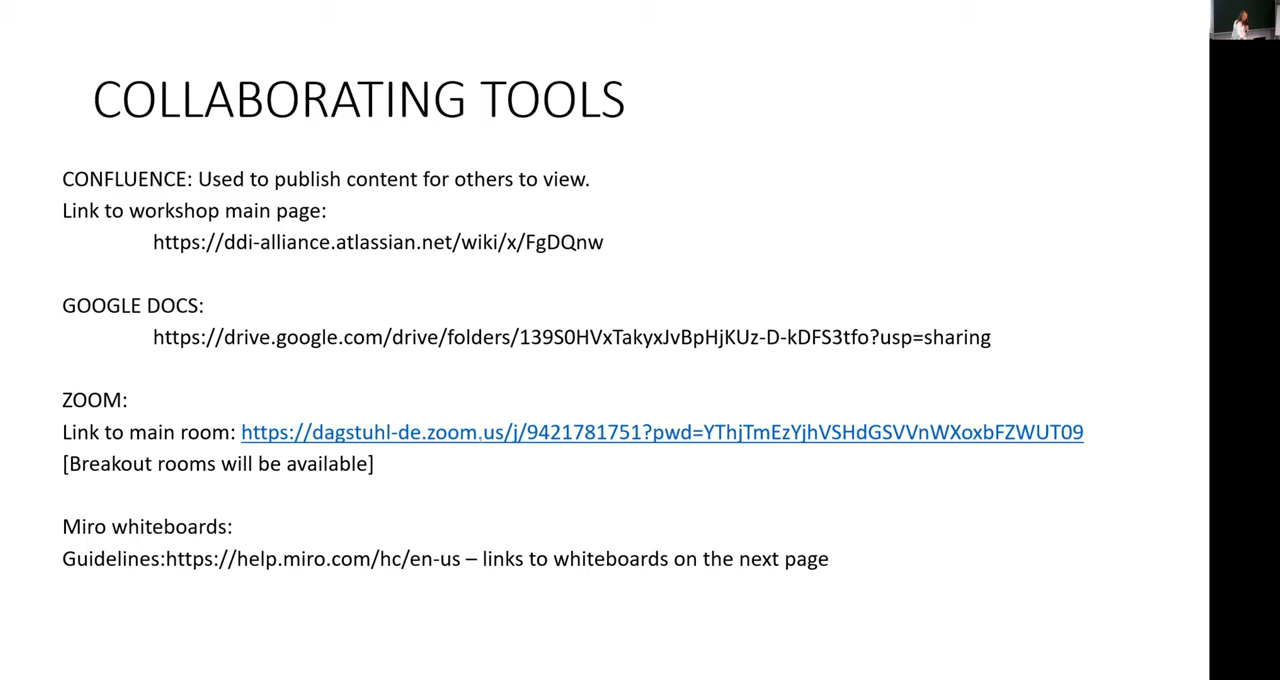 COLLABORATING TOOLS
CONFLUENCE: Used to publish content for others to view.
Link to workshop main page:
https://ddi-alliance.atlassian.net/wiki/x/FgDQnw
GOOGLE DOCS:
https://drive.google.com/drive/folders/139S0HVxTakyxJvBpHjKUz-D-kDFS3tfo?usp=sharing
ZOOM:
Link to main room: https://dagstuhl-de.zoom.us/j/9421781751?pwd=YThjTmEzYjhVSHdGSVVnWXoxbFZWUT09
[Breakout rooms will be available]
Miro whiteboards:
Guidelines:https://help.miro.com/hc/en-us – links to whiteboards on the next page